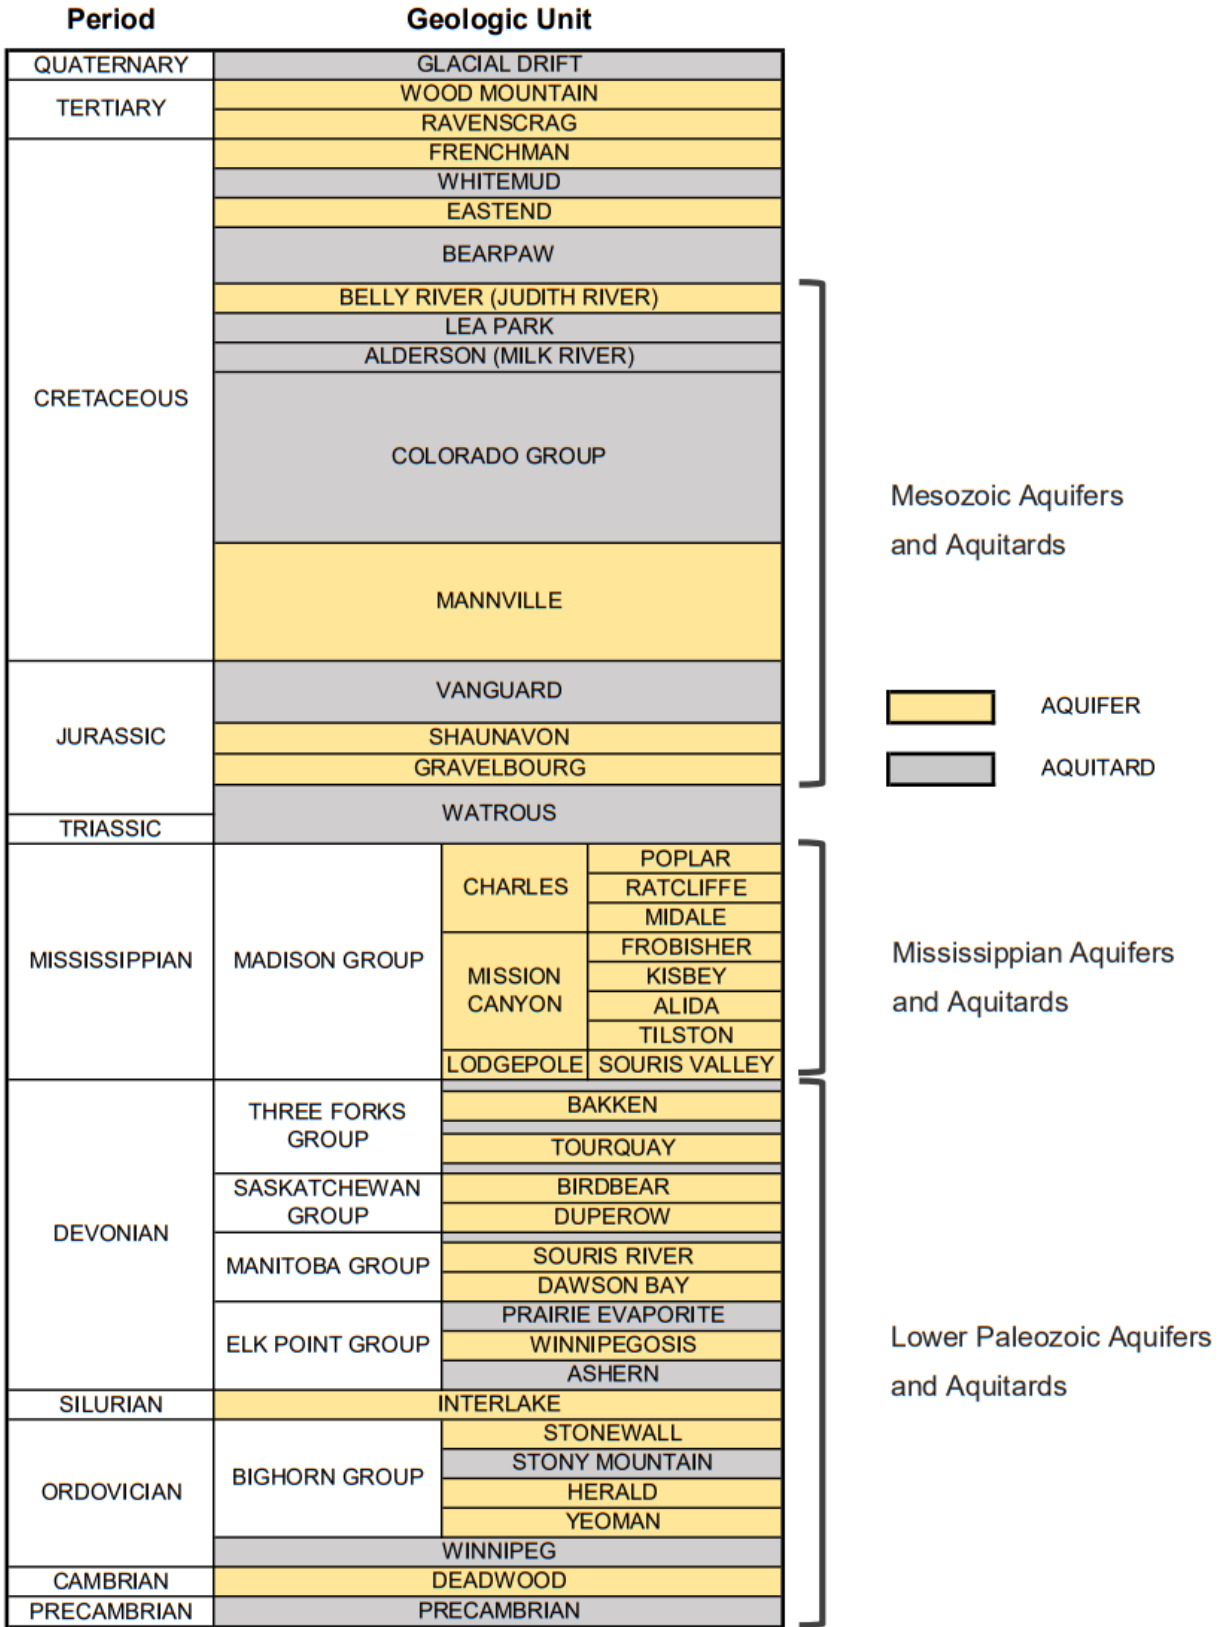 Period Geologic Unit
QUATERNARY GLACIAL DRIFT
TERTIARY WOOD MOUNTAIN
RAVENSCRAG
CRETACEOUS FRENCHMAN
WHITEMUD
EASTEND
BEARPAW
BELLY RIVER (JUDITH RIVER)
LEA PARK
ALDERSON (MILK RIVER)
COLORADO GROUP
MANNVILLE
JURASSIC VANGUARD
SHAUNAVON
GRAVELBOURG
WATROUS
TRIASSIC
MISSISSIPPIAN MADISON GROUP
CHARLES POPLAR
RATCLIFFE
MIDALE
MISSION
CANYON
FROBISHER
KISBEY
ALIDA
TILSTON
LODGEPOLE SOURIS VALLEY
DEVONIAN
THREE FORKS
GROUP
BAKKEN
TOURQUAY
SASKATCHEWAN
GROUP
BIRDBEAR
DUPEROW
MANITOBA GROUP
SOURIS RIVER
DAWSON BAY
ELK POINT GROUP
PRAIRIE EVAPORITE
WINNIPEGOSIS
ASHERN
SILURIAN INTERLAKE
ORDOVICIAN BIGHORN GROUP
STONEWALL
STONY MOUNTAIN
HERALD
YEOMAN
WINNIPEG
CAMBRIAN DEADWOOD
PRECAMBRIAN PRECAMBRIAN
Mesozoic Aquifers
and Aquitards
AQUIFER
AQUITARD
Mississippian Aquifers
and Aquitards
Lower Paleozoic Aquifers
and Aquitards